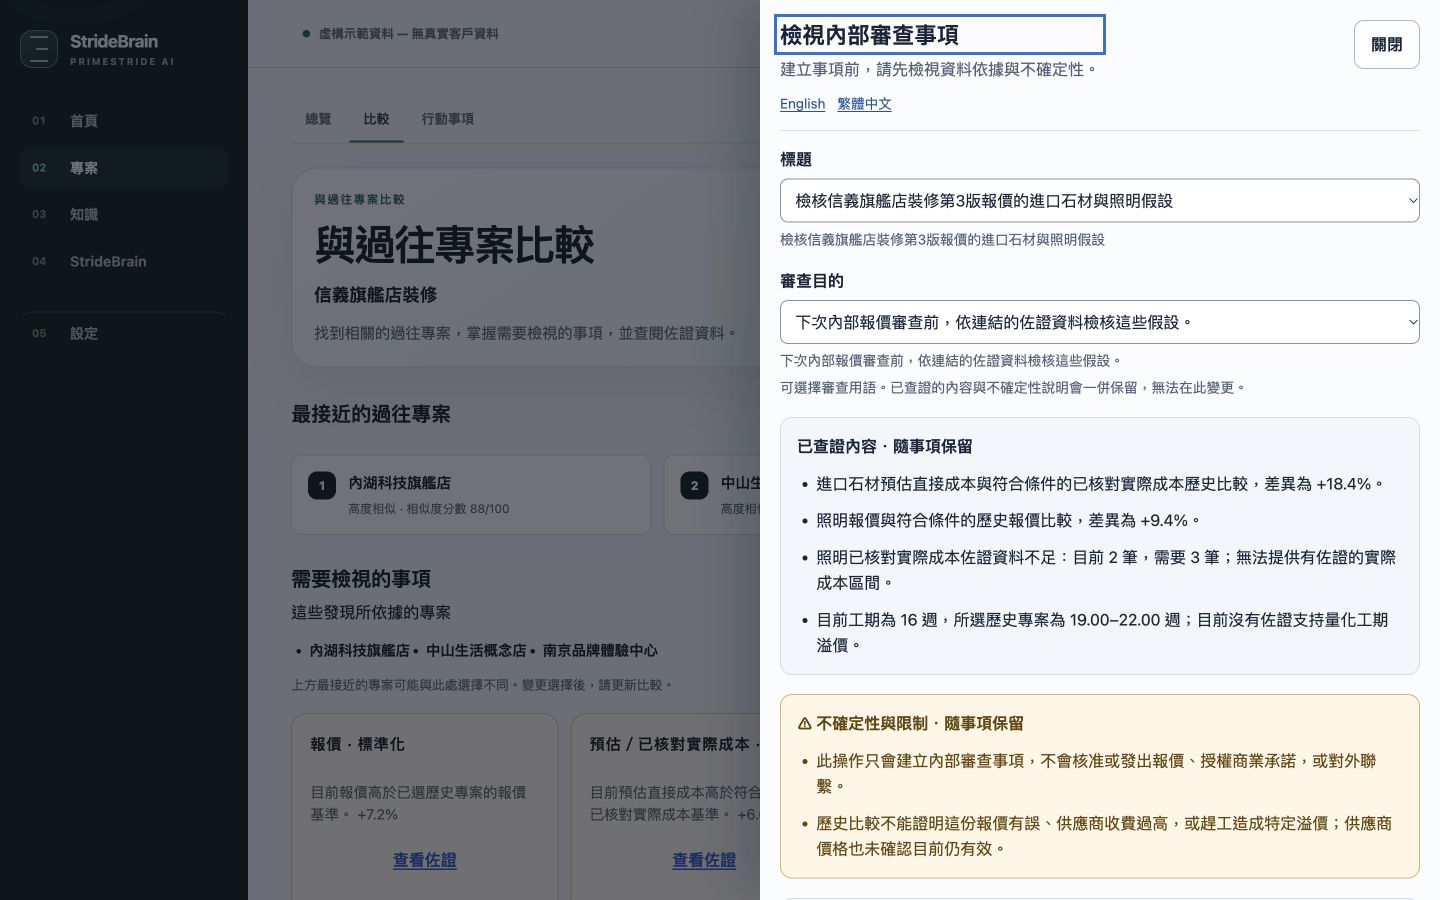 StrideBrain
PRIMESTRIDE AI
01 首頁
02 專案
03 知識
04 StrideBrain
05 設定
虛構示範資料 — 無真實客戶資料
總覽 比較 行動事項
與過往專案比較
與過往專案比較
信義旗艦店裝修
找到相關的過往專案，掌握需要檢視的事項，並查閱佐證資料。
最接近的過往專案
1 內湖科技旗艦店
高度相似 · 相似度分數 88/100
2 中山生
高度相
需要檢視的事項
這些發現所依據的專案
• 內湖科技旗艦店 • 中山生活概念店 • 南京品牌體驗中心
上方最接近的專案可能與此處選擇不同。變更選擇後，請更新比較。
報價 · 標準化
目前報價高於已選歷史專案的報價
基準。 +7.2%
查看佐證
預估 / 已核對實際成本 ·
目前預估直接成本高於符合
已核對實際成本基準。 +6.
查看佐證
檢視內部審查事項
建立事項前，請先檢視資料依據與不確定性。
English 繁體中文
關閉
標題
檢核信義旗艦店裝修第3版報價的進口石材與照明假設
檢核信義旗艦店裝修第3版報價的進口石材與照明假設
審查目的
下次內部報價審查前，依連結的佐證資料檢核這些假設。
下次內部報價審查前，依連結的佐證資料檢核這些假設。
可選擇審查用語。已查證的內容與不確定性說明會一併保留，無法在此變更。
已查證內容 · 隨事項保留
• 進口石材預估直接成本與符合條件的已核對實際成本歷史比較，差異為 +18.4%。
• 照明報價與符合條件的歷史報價比較，差異為 +9.4%。
• 照明已核對實際成本佐證資料不足：目前 2 筆，需要 3 筆；無法提供有佐證的實際
成本區間。
• 目前工期為 16 週，所選歷史專案為 19.00–22.00 週；目前沒有佐證支持量化工期
溢價。
⚠ 不確定性與限制 · 隨事項保留
• 此操作只會建立內部審查事項，不會核准或發出報價、授權商業承諾，或對外聯
繫。
• 歷史比較不能證明這份報價有誤、供應商收費過高，或趕工造成特定溢價；供應商
價格也未確認目前仍有效。